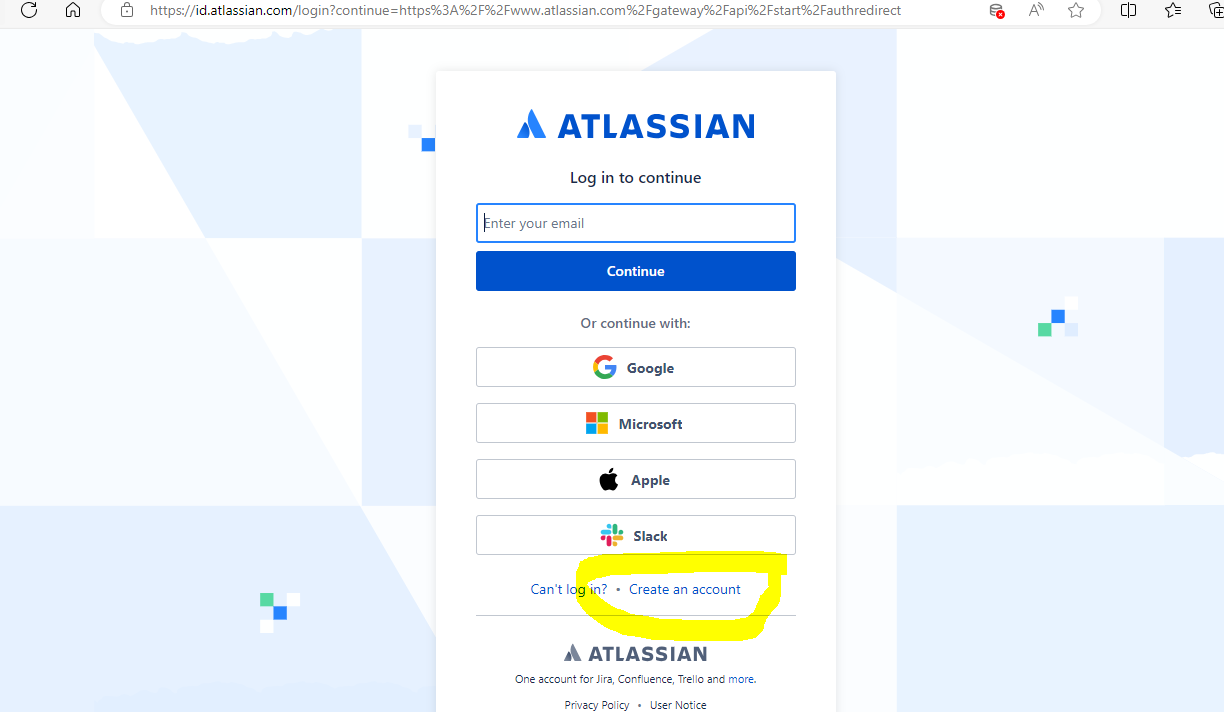 https://id.atlassian.com/login?continue=https%3A%2F%2Fwww.atlassian.com%2Fgateway%2Fapi%2Fstart%2Fauthredirect
ATLASSIAN
Log in to continue
Enter your email
Continue
Or continue with:
Google
Microsoft
Apple
Slack
Can't log in? • Create an account
ATLASSIAN
One account for Jira, Confluence, Trello and more.
Privacy Policy • User Notice